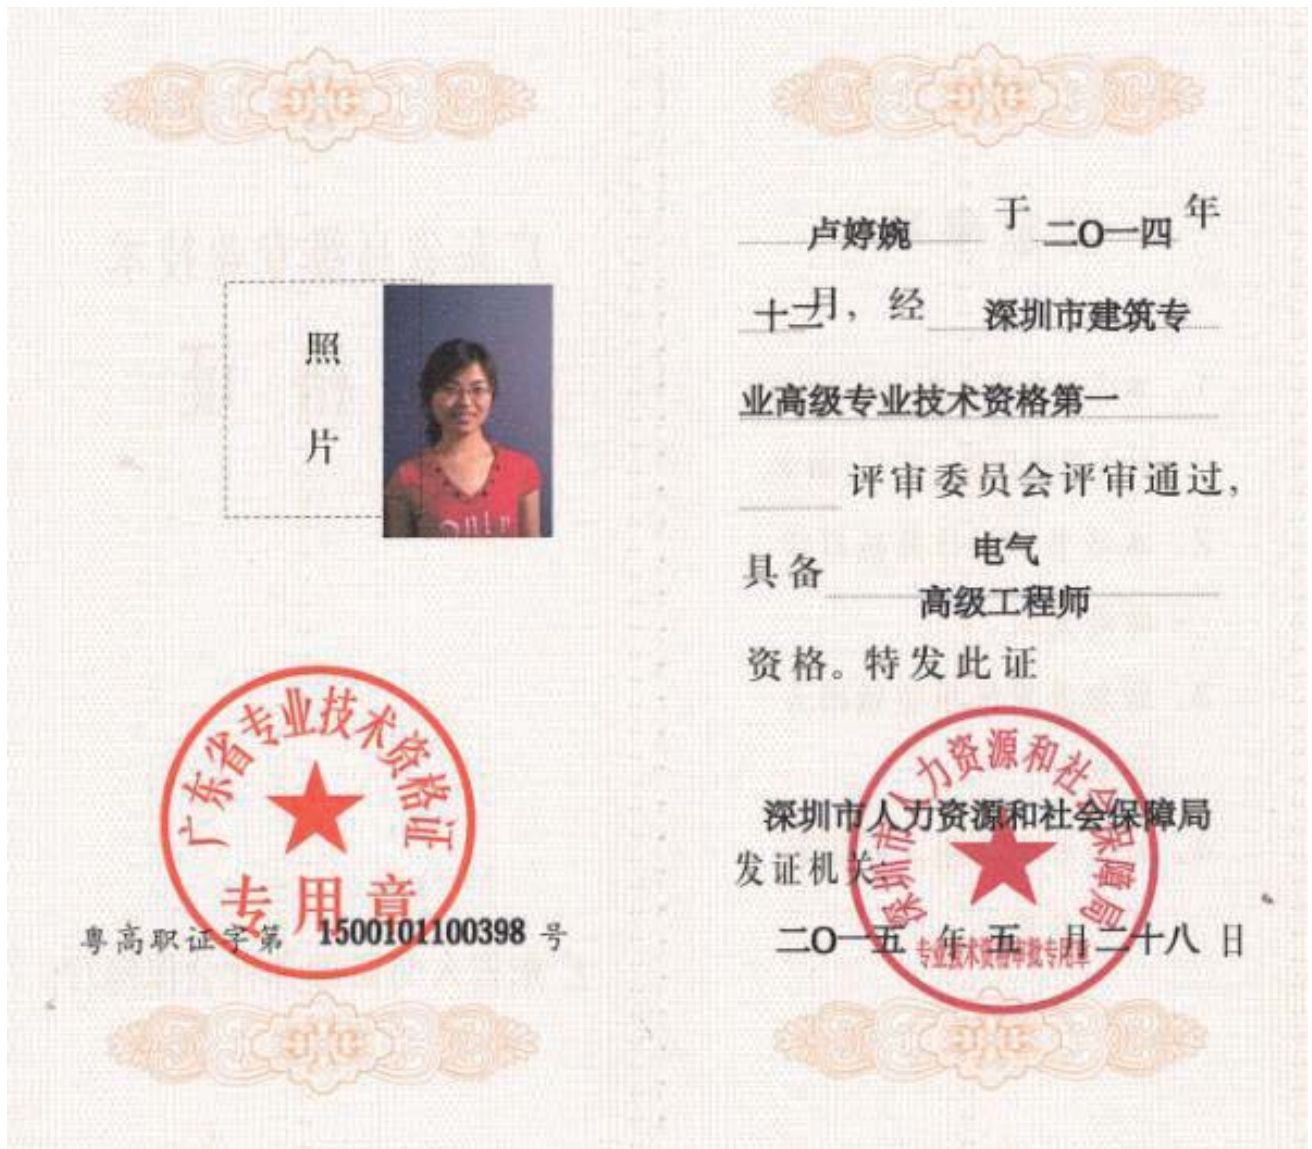 照
片
广东省专业技术资格证
专用章
粤高职证字第 1500101100398 号
卢婷婉 于 二〇一四 年
十二月，经 深圳市建筑专
业高级专业技术资格第一
评审委员会评审通过，
具备 电气
高级工程师
资格。特发此证
深圳市人力资源和社会保障局
发证机关：
二〇一五 年 五 月二十八 日
深圳市人力资源和社会保障局
专业技术资格审批专用章